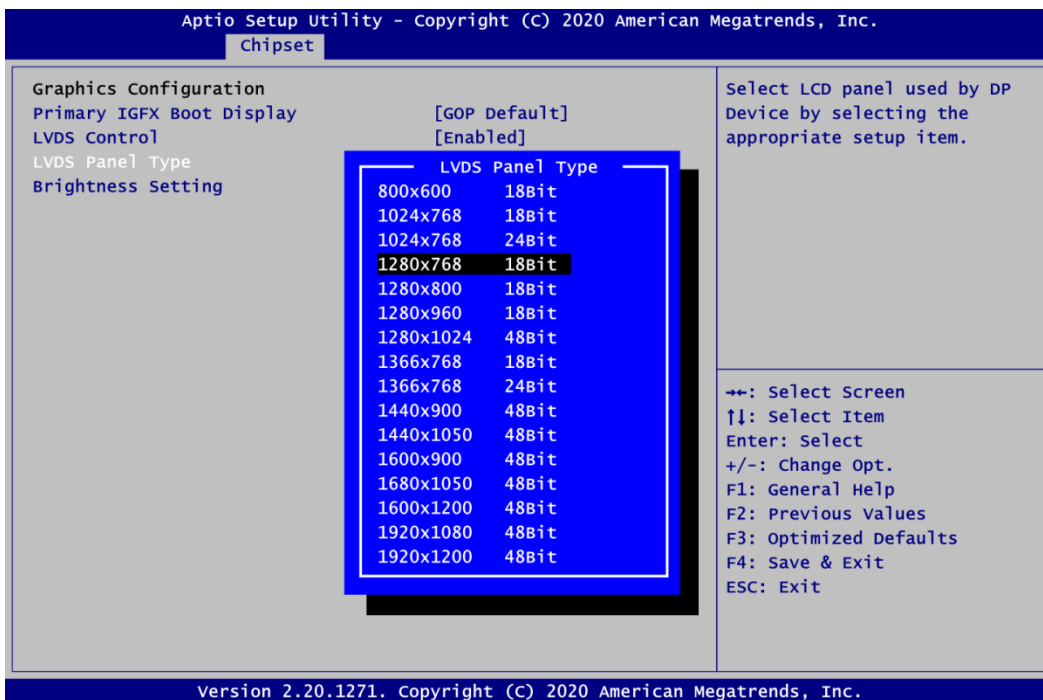 Aptio Setup Utility - Copyright (C) 2020 American Megatrends, Inc.
Chipset
Graphics Configuration
Primary IGFX Boot Display [GOP Default]
LVDS Control [Enabled]
LVDS Panel Type
Brightness Setting
LVDS Panel Type
800x600 18Bit
1024x768 18Bit
1024x768 24Bit
1280x768 18Bit
1280x800 18Bit
1280x960 18Bit
1280x1024 48Bit
1366x768 18Bit
1366x768 24Bit
1440x900 48Bit
1440x1050 48Bit
1600x900 48Bit
1680x1050 48Bit
1600x1200 48Bit
1920x1080 48Bit
1920x1200 48Bit
Select LCD panel used by DP
Device by selecting the
appropriate setup item.
→←: Select Screen
↑↓: Select Item
Enter: Select
+/-: Change Opt.
F1: General Help
F2: Previous Values
F3: Optimized Defaults
F4: Save & Exit
ESC: Exit
Version 2.20.1271. Copyright (C) 2020 American Megatrends, Inc.